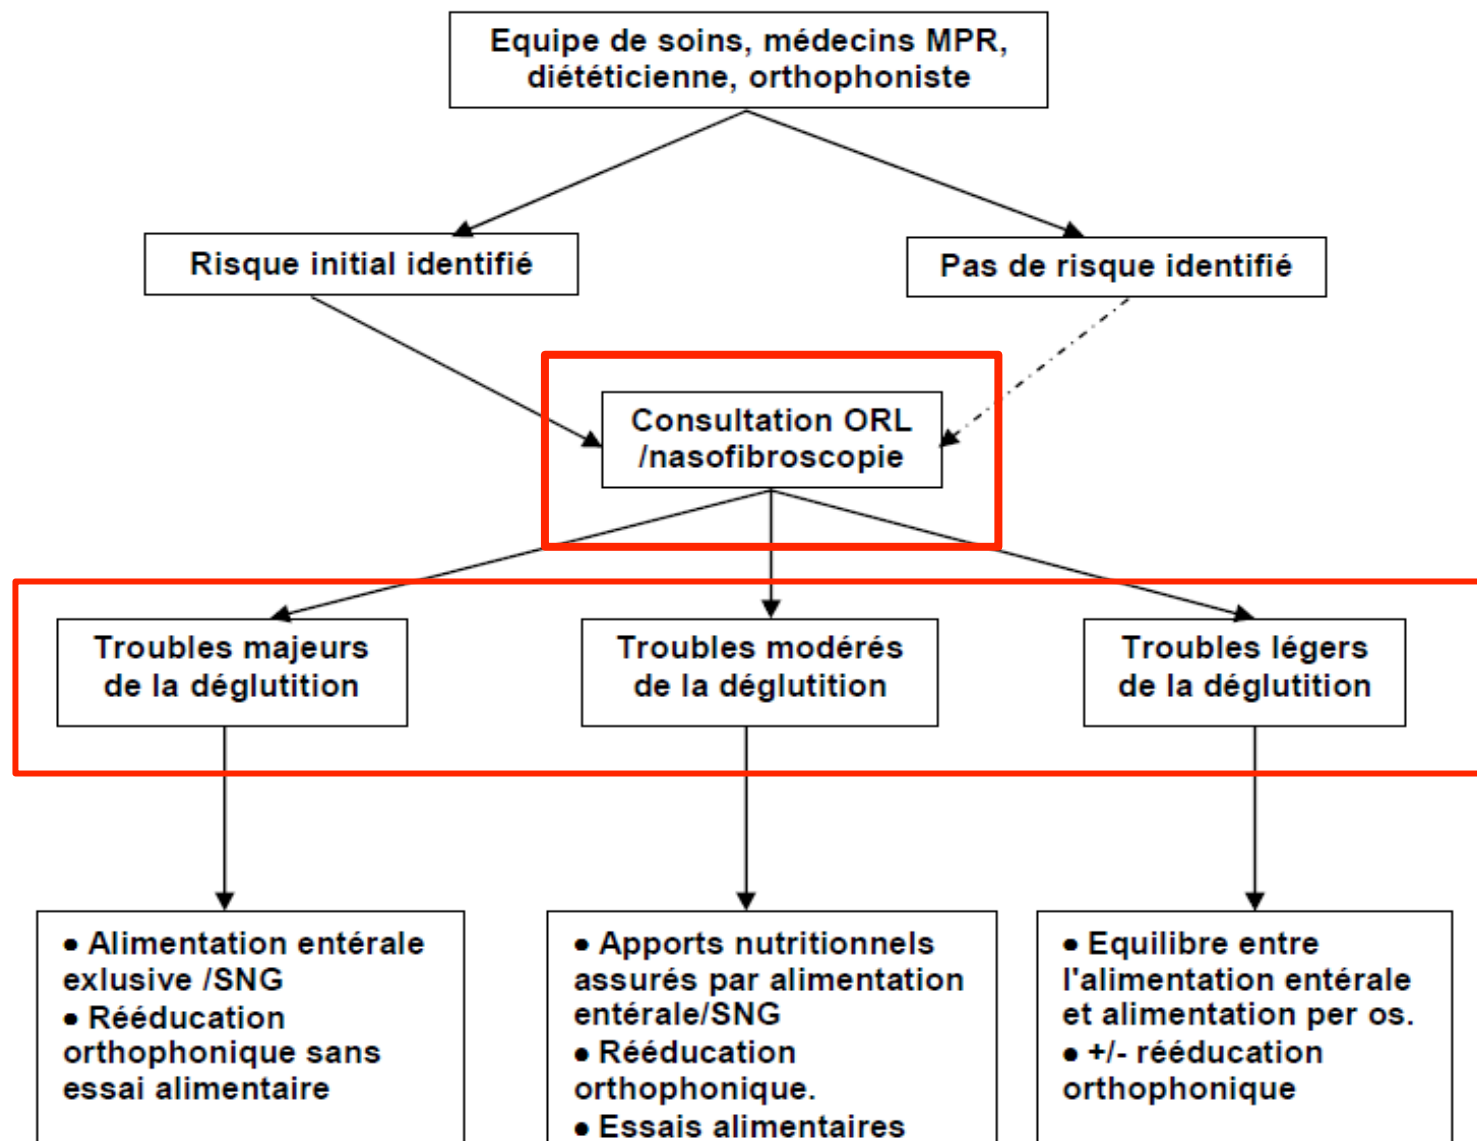 Equipe de soins, médecins MPR,
diététicienne, orthophoniste
Risque initial identifié
Pas de risque identifié
Consultation ORL
/nasofibroscopie
Troubles majeurs
de la déglutition
Troubles modérés
de la déglutition
Troubles légers
de la déglutition
• Alimentation entérale
exlusive /SNG
• Rééducation
orthophonique sans
essai alimentaire
• Apports nutritionnels
assurés par alimentation
entérale/SNG
• Rééducation
orthophonique.
• Essais alimentaires
• Equilibre entre
l'alimentation entérale
et alimentation per os.
• +/- rééducation
orthophonique